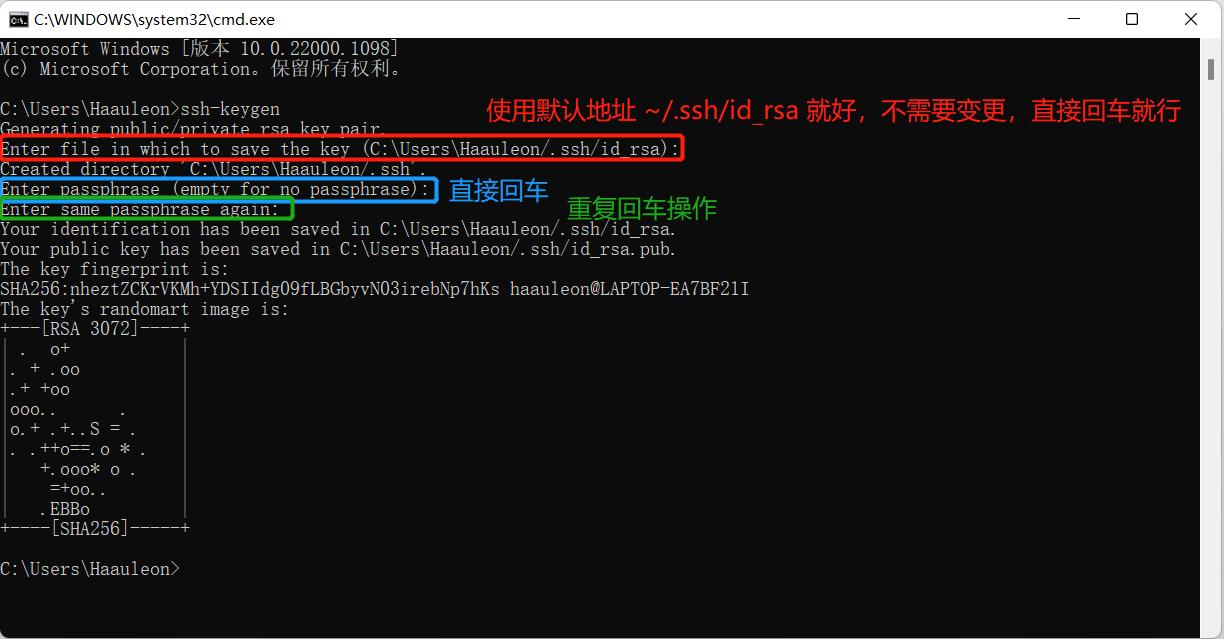 C:\WINDOWS\system32\cmd.exe
Microsoft Windows [版本 10.0.22000.1098]
(c) Microsoft Corporation。保留所有权利。
C:\Users\Haauleon>ssh-keygen
使用默认地址 ~/.ssh/id_rsa 就好，不需要变更，直接回车就行
Generating public/private rsa key pair.
Enter file in which to save the key (C:\Users\Haauleon/.ssh/id_rsa):
Created directory 'C:\Users\Haauleon/.ssh'.
Enter passphrase (empty for no passphrase): 直接回车
Enter same passphrase again: 重复回车操作
Your identification has been saved in C:\Users\Haauleon/.ssh/id_rsa.
Your public key has been saved in C:\Users\Haauleon/.ssh/id_rsa.pub.
The key fingerprint is:
SHA256:nheztZCKrVKMh+YDSIIdgO9fLBGbyvN03irebNp7hKs haauleon@LAPTOP-EA7BF21I
The key's randomart image is:
+---[RSA 3072]----+
|  .  o+          |
| . + .oo         |
|.+ +oo           |
|ooo..      .     |
|o.+ .+..S = .    |
|. .++o==.o * .   |
|   +.ooo* o .    |
|    =+oo..       |
|   .EBBo         |
+----[SHA256]-----+
C:\Users\Haauleon>